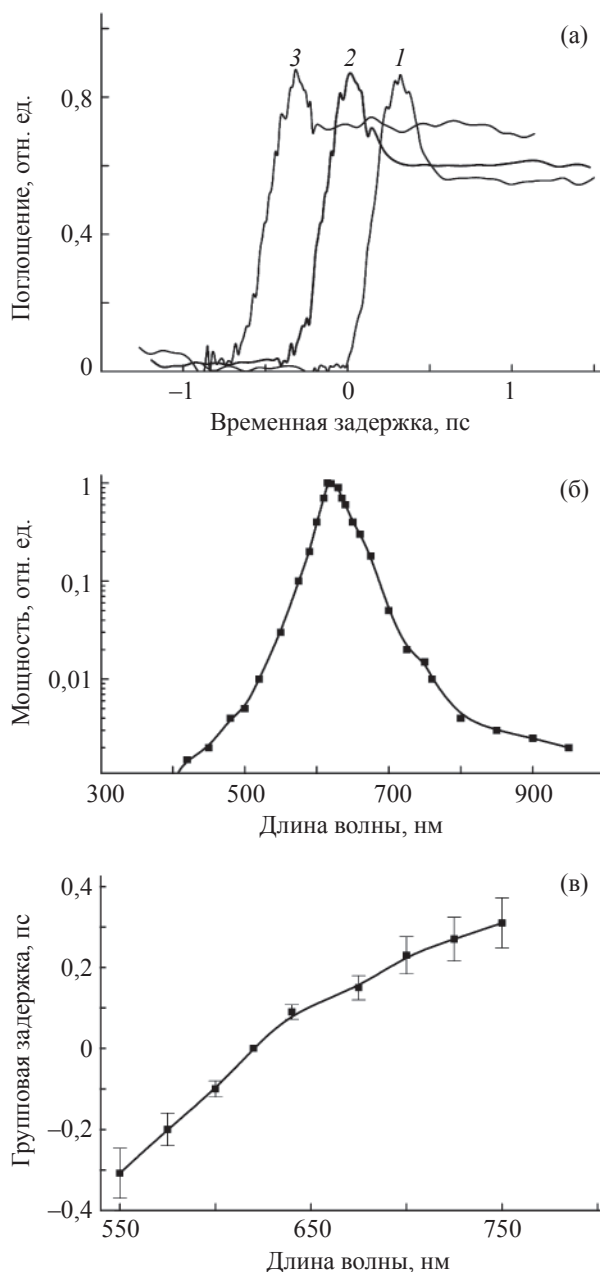 (а)
3 2 1
0,8
0,4
0
Поглощение, отн. ед.
–1 0 1
Временная задержка, пс
(б)
1
0,1
0,01
Мощность, отн. ед.
300 500 700 900
Длина волны, нм
(в)
0,4
0,2
0
–0,2
–0,4
Групповая задержка, пс
550 650 750
Длина волны, нм